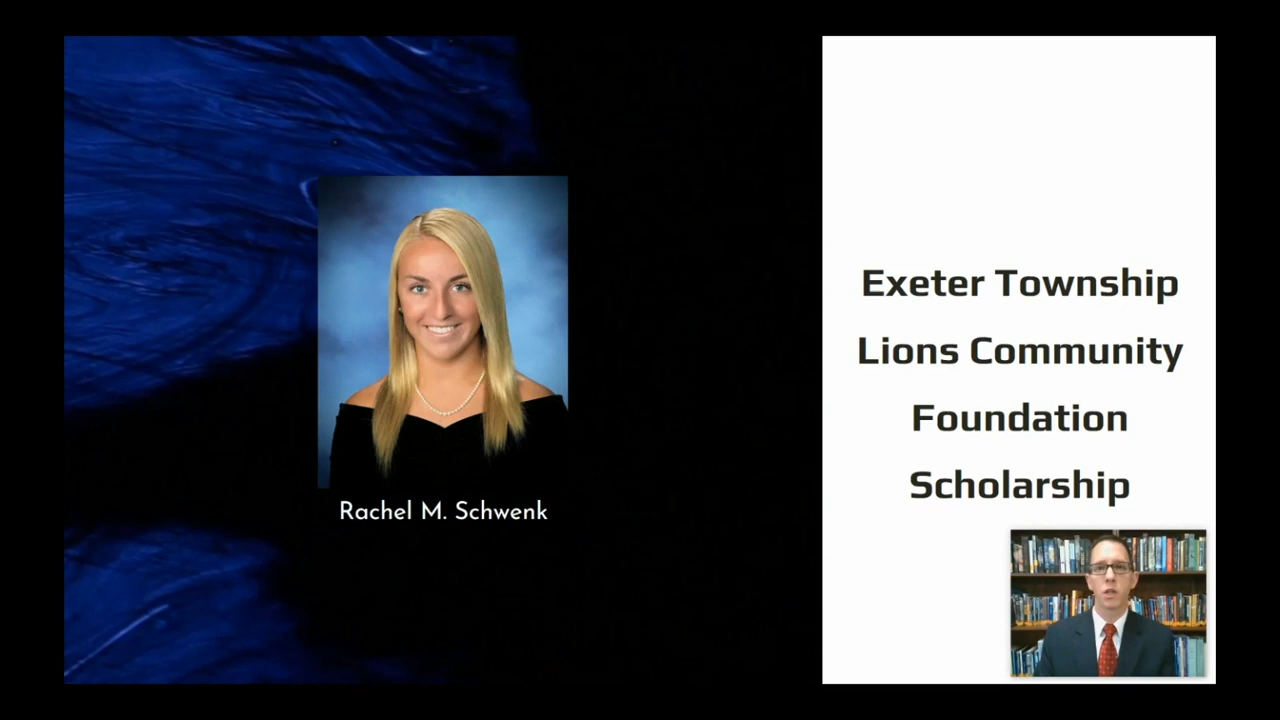 Rachel M. Schwenk
Exeter Township
Lions Community
Foundation
Scholarship